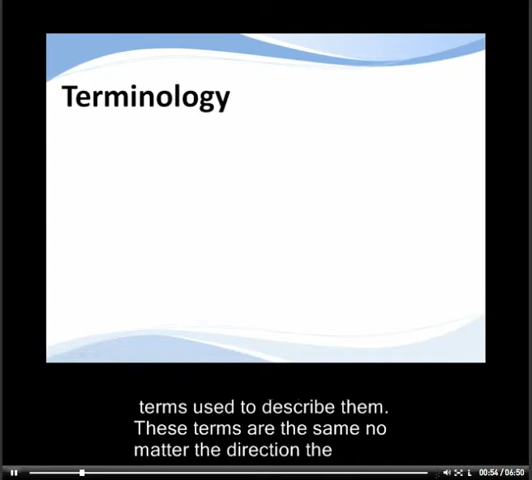 Terminology
terms used to describe them.
These terms are the same no
matter the direction the
L 00:54 / 06:50